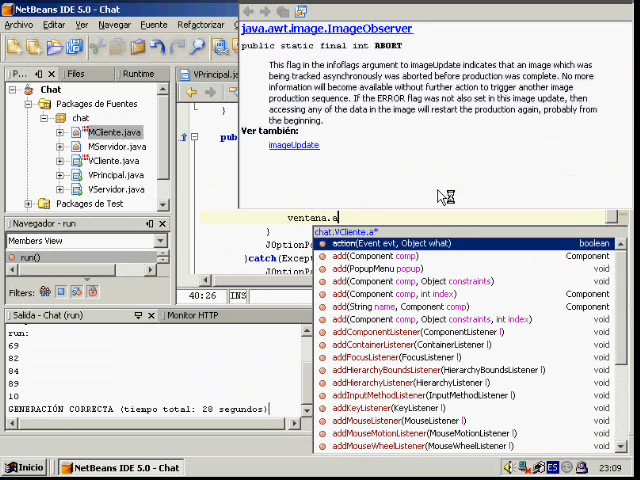 NetBeans IDE 5.0 - Chat
Archivo Editar Ver Navegar Fuente Refactorizar
java.awt.image.ImageObserver
public static final int ABORT
This flag in the infoflags argument to imageUpdate indicates that an image which was
being tracked asynchronously was aborted before production was complete. No more
information will become available without further action to trigger another image
production sequence. If the ERROR flag was not also set in this image update, then
accessing any of the data in the image will restart the production again, probably from
the beginning.
Ver también:
imageUpdate
Files Runtime
Chat
Paquetes de Fuentes
chat
MCliente.java
MServidor.java
VCliente.java
VPrincipal.java
VServidor.java
Paquetes de Test
VPrincipal.java
}
pub
ventana.a
}
JOptionP
}catch(Except
JOptionPa
40:26 INS
Navegador - run
Members View
run()
Filters:
Salida - Chat (run) Monitor HTTP
run:
69
82
84
89
10
GENERACIÓN CORRECTA (tiempo total: 28 segundos)
chat.VCliente.a*
action(Event evt, Object what) boolean
add(Component comp) Component
add(PopupMenu popup) void
add(Component comp, Object constraints) void
add(Component comp, int index) Component
add(String name, Component comp) Component
add(Component comp, Object constraints, int index) void
addComponentListener(ComponentListener l) void
addContainerListener(ContainerListener l) void
addFocusListener(FocusListener l) void
addHierarchyBoundsListener(HierarchyBoundsListener l) void
addHierarchyListener(HierarchyListener l) void
addInputMethodListener(InputMethodListener l) void
addKeyListener(KeyListener l) void
addMouseListener(MouseListener l) void
addMouseMotionListener(MouseMotionListener l) void
addMouseWheelListener(MouseWheelListener l) void
Inicio NetBeans IDE 5.0 - Chat ES 23:09